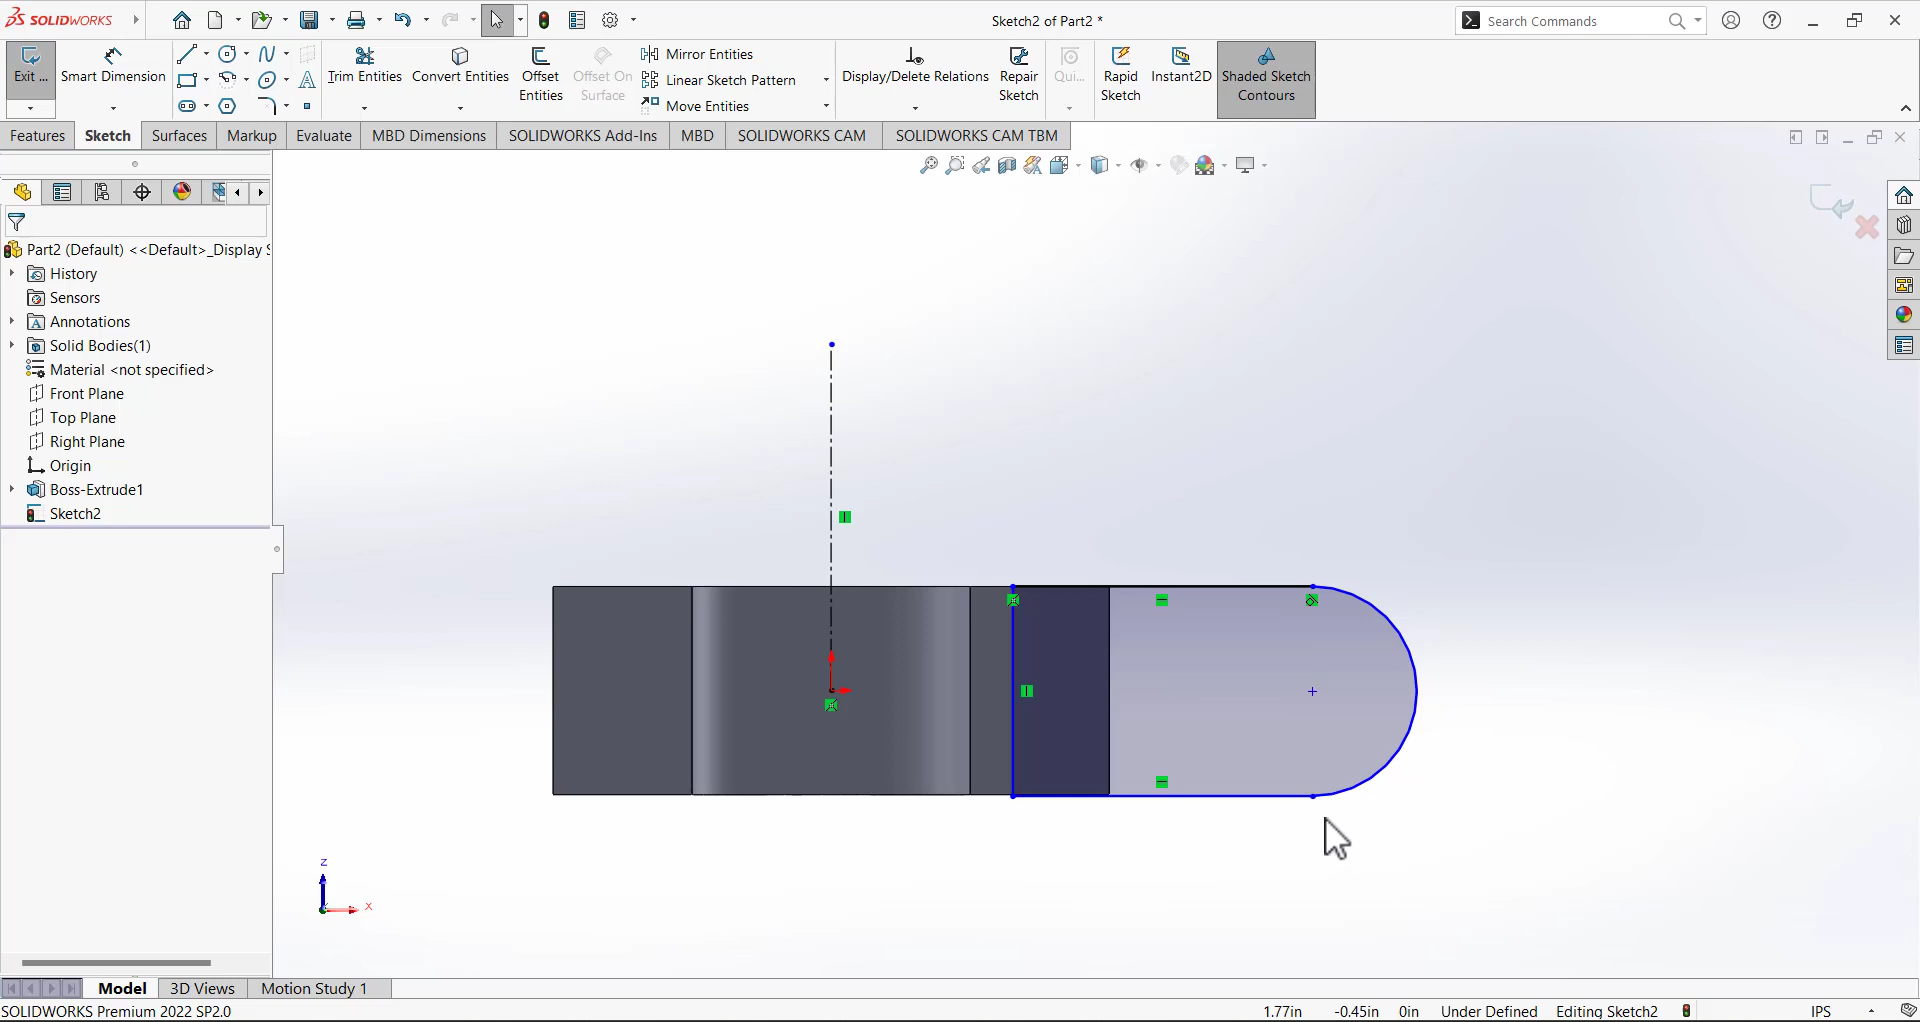 SOLIDWORKS
Sketch2 of Part2 *
Search Commands
Exit ...
Smart Dimension
Trim Entities
Convert Entities
Offset
Entities
Offset On
Surface
Mirror Entities
Linear Sketch Pattern
Move Entities
Display/Delete Relations
Repair
Sketch
Qui...
Rapid
Sketch
Instant2D
Shaded Sketch
Contours
Features
Sketch
Surfaces
Markup
Evaluate
MBD Dimensions
SOLIDWORKS Add-Ins
MBD
SOLIDWORKS CAM
SOLIDWORKS CAM TBM
Part2 (Default) <<Default>_Display S
History
Sensors
Annotations
Solid Bodies(1)
Material <not specified>
Front Plane
Top Plane
Right Plane
Origin
Boss-Extrude1
Sketch2
Z
X
Model
3D Views
Motion Study 1
SOLIDWORKS Premium 2022 SP2.0
1.77in
-0.45in
0in
Under Defined
Editing Sketch2
IPS